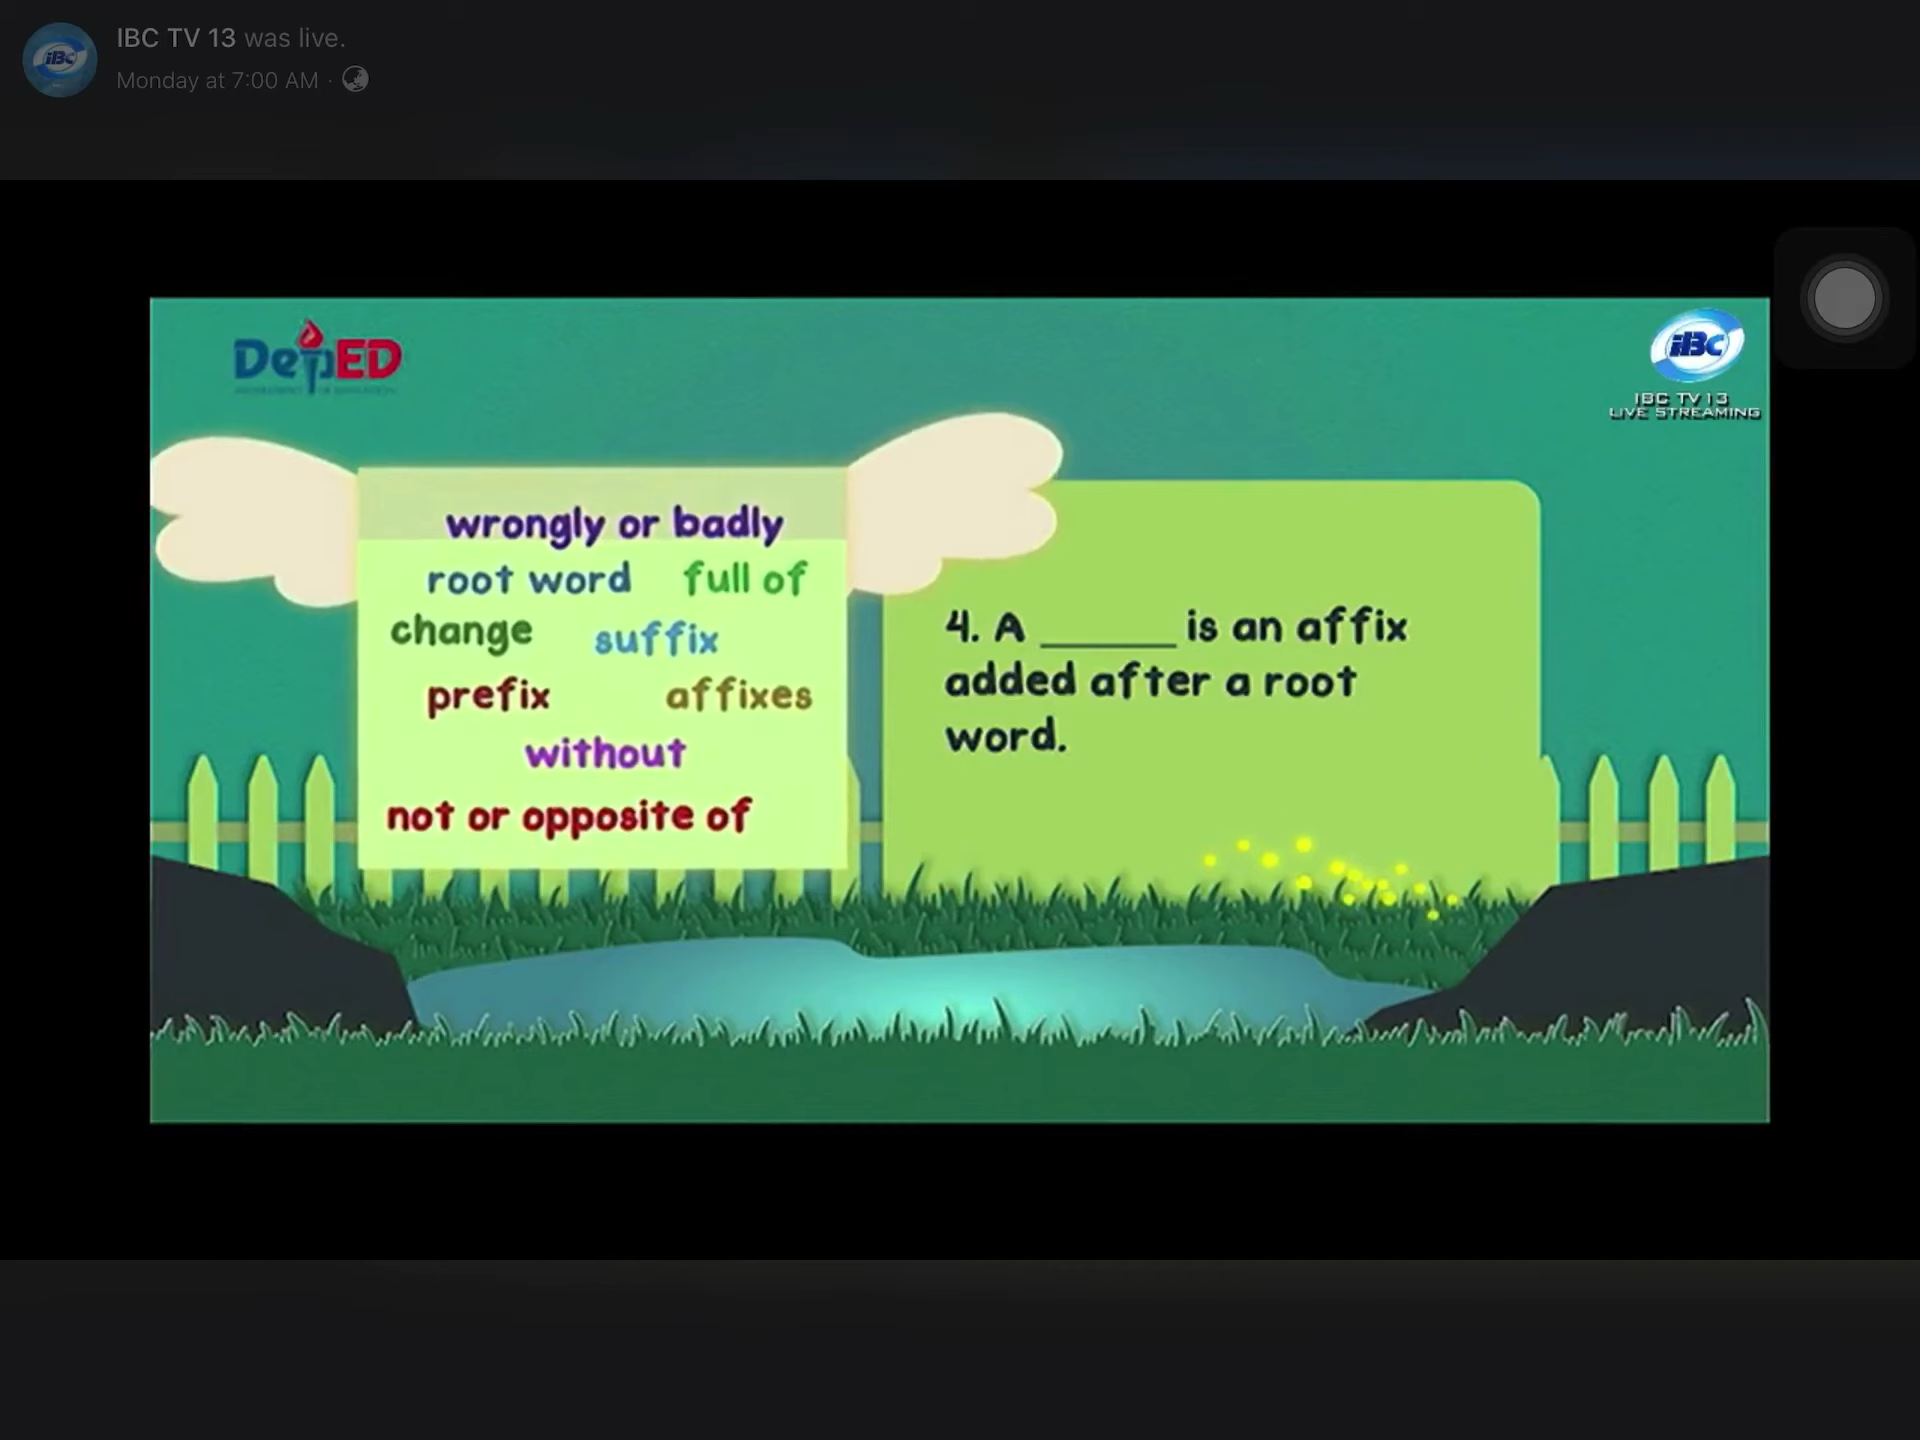 IBC TV 13 was live.
Monday at 7:00 AM ·
iBC
DepED
iBC
IBC TV 13
LIVE STREAMING
wrongly or badly
root word full of
change suffix
prefix affixes
without
not or opposite of
4. A ______ is an affix
added after a root
word.